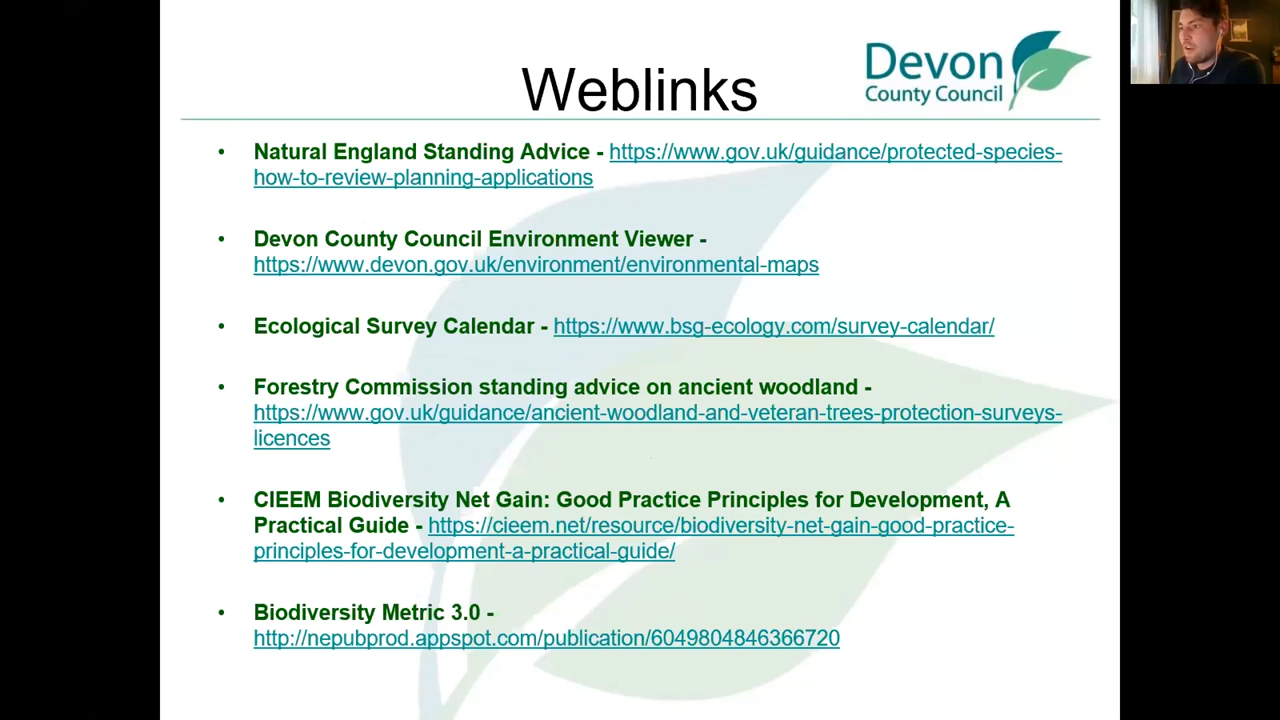 Devon
County Council
Weblinks
• Natural England Standing Advice - https://www.gov.uk/guidance/protected-species-
how-to-review-planning-applications
• Devon County Council Environment Viewer -
https://www.devon.gov.uk/environment/environmental-maps
• Ecological Survey Calendar - https://www.bsg-ecology.com/survey-calendar/
• Forestry Commission standing advice on ancient woodland -
https://www.gov.uk/guidance/ancient-woodland-and-veteran-trees-protection-surveys-
licences
• CIEEM Biodiversity Net Gain: Good Practice Principles for Development, A
Practical Guide - https://cieem.net/resource/biodiversity-net-gain-good-practice-
principles-for-development-a-practical-guide/
• Biodiversity Metric 3.0 -
http://nepubprod.appspot.com/publication/6049804846366720